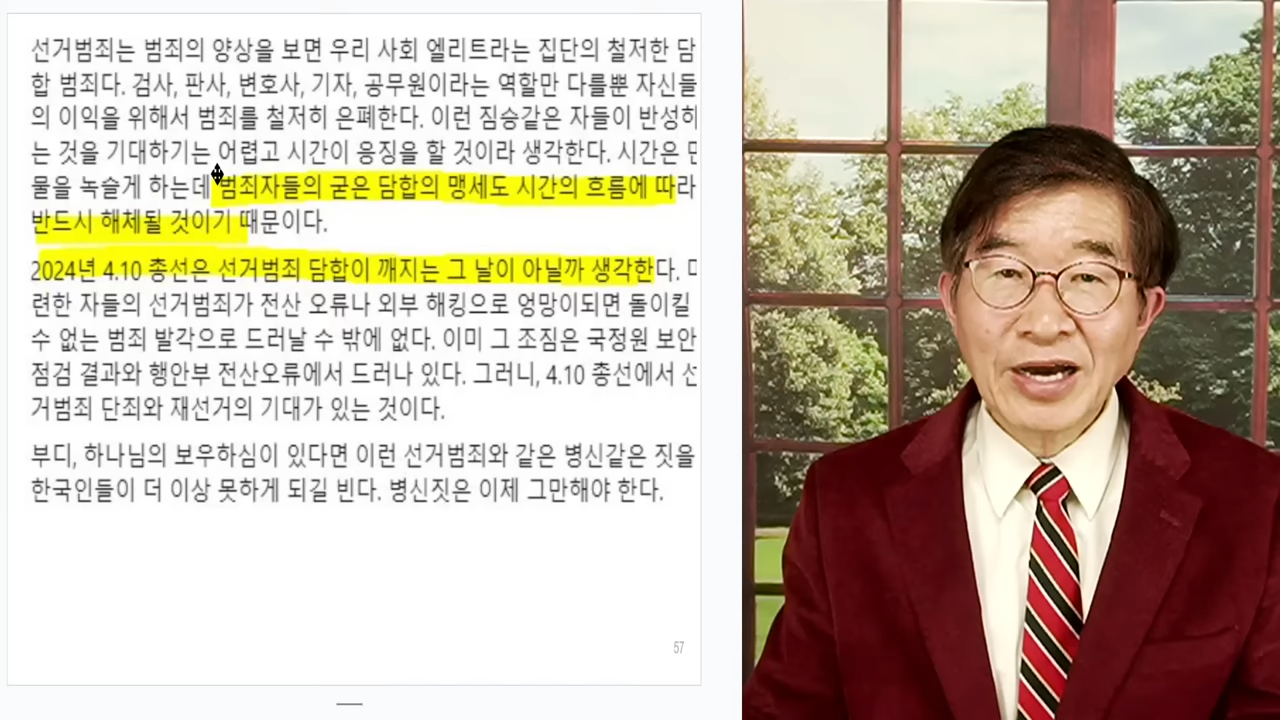 선거범죄는 범죄의 양상을 보면 우리 사회 엘리트라는 집단의 철저한 담
합 범죄다. 검사, 판사, 변호사, 기자, 공무원이라는 역할만 다를뿐 자신들
의 이익을 위해서 범죄를 철저히 은폐한다. 이런 짐승같은 자들이 반성하
는 것을 기대하기는 어렵고 시간이 응징을 할 것이라 생각한다. 시간은
물을 녹슬게 하는데 범죄자들의 굳은 담합의 맹세도 시간의 흐름에 따라
반드시 해체될 것이기 때문이다.
2024년 4.10 총선은 선거범죄 담합이 깨지는 그 날이 아닐까 생각한다.
련한 자들의 선거범죄가 전산 오류나 외부 해킹으로 엉망이되면 돌이킬
수 없는 범죄 발각으로 드러날 수 밖에 없다. 이미 그 조짐은 국정원 보안
점검 결과와 행안부 전산오류에서 드러나 있다. 그러니, 4.10 총선에서 선
거범죄 단죄와 재선거의 기대가 있는 것이다.
부디, 하나님의 보우하심이 있다면 이런 선거범죄와 같은 병신같은 짓을
한국인들이 더 이상 못하게 되길 빈다. 병신짓은 이제 그만해야 한다.
57